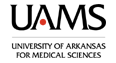 UAMS
UNIVERSITY OF ARKANSAS
FOR MEDICAL SCIENCES